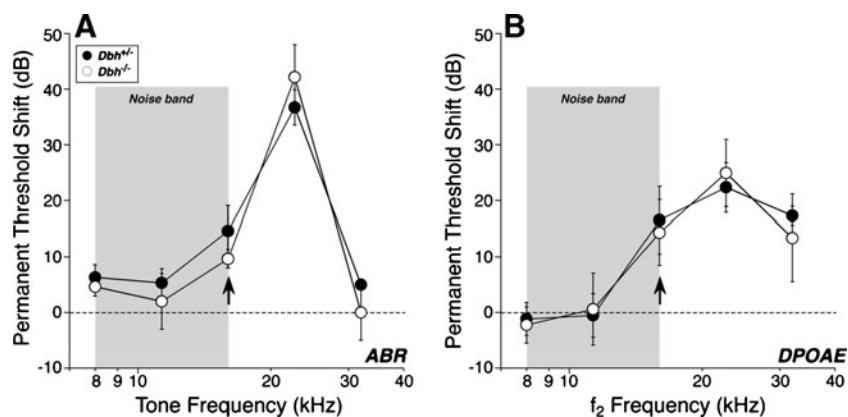 A
Permanent Threshold Shift (dB)
50
40
30
20
10
0
-10
Dbh+/-
Dbh-/-
Noise band
ABR
8 9 10 20 30 40
Tone Frequency (kHz)
B
Permanent Threshold Shift (dB)
50
40
30
20
10
0
-10
Noise band
DPOAE
8 9 10 20 30 40
f2 Frequency (kHz)